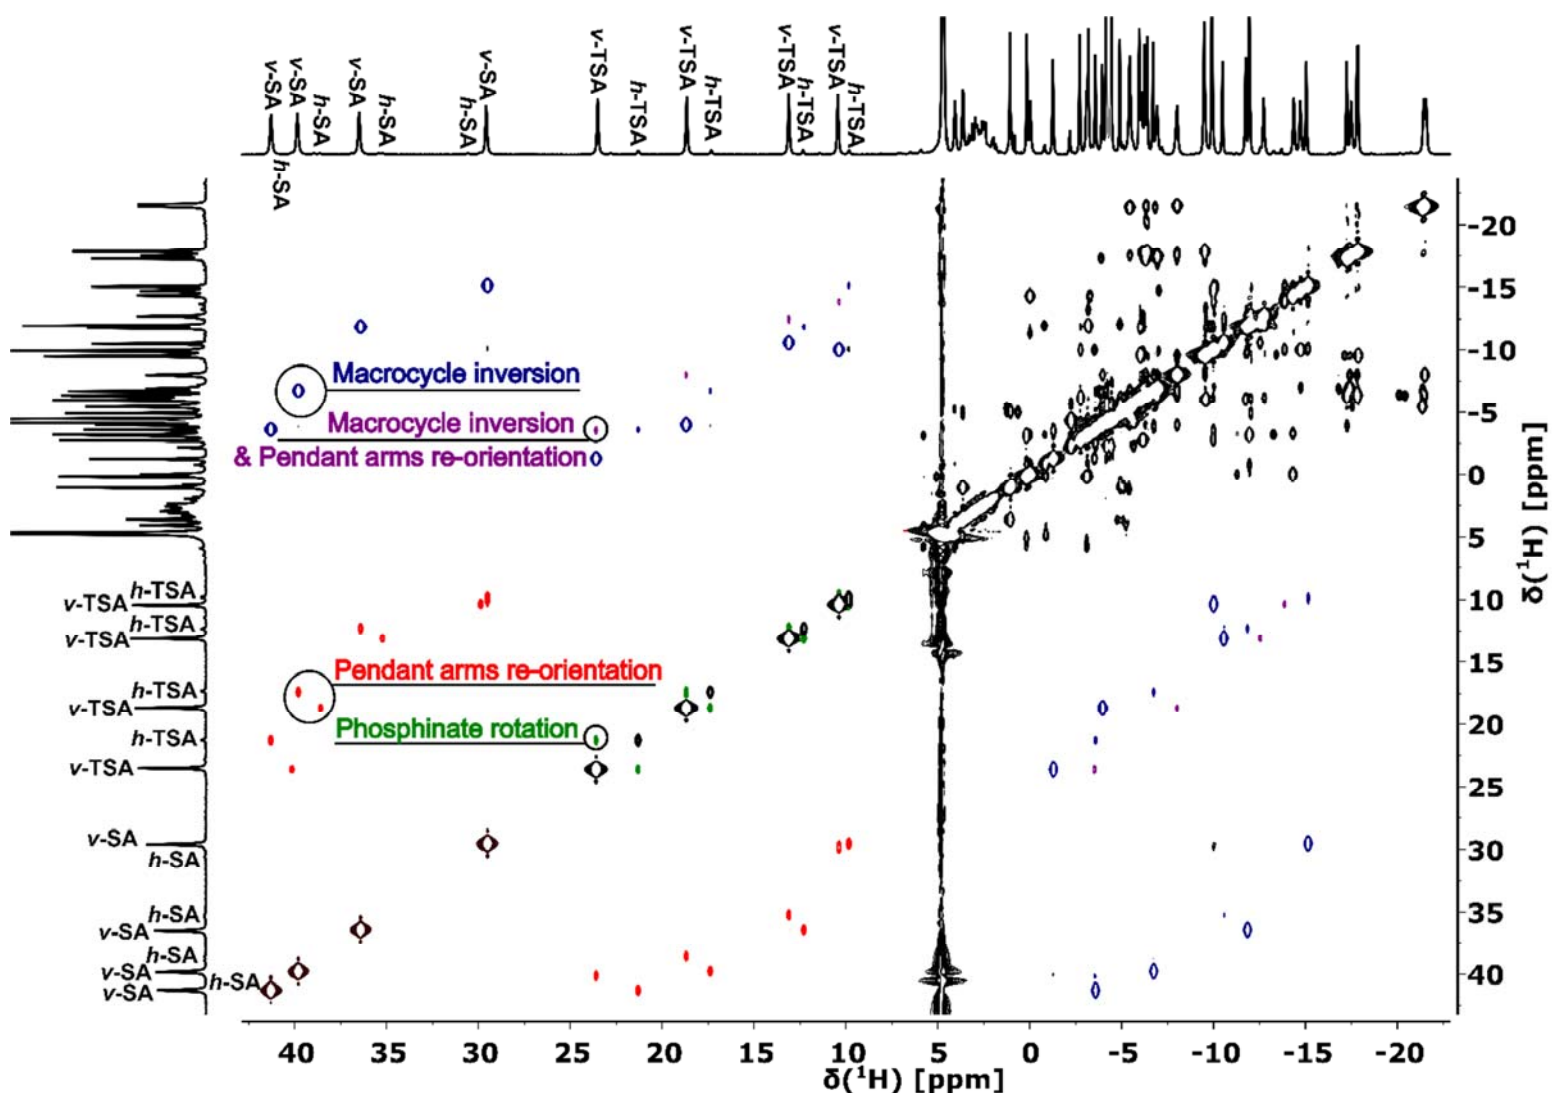 v-SA
v-SA
h-SA
v-SA
h-SA
h-SA
v-SA
v-TSA
h-TSA
v-TSA
h-TSA
v-TSA
h-TSA
v-TSA
h-TSA
h-SA
Macrocycle inversion
Macrocycle inversion
& Pendant arms re-orientation
Pendant arms re-orientation
Phosphinate rotation
h-TSA
v-TSA
h-TSA
v-TSA
h-TSA
v-TSA
h-TSA
v-TSA
v-SA
h-SA
h-SA
v-SA
h-SA
v-SA
h-SA
v-SA
-20
-15
-10
-5
0
5
10
15
20
25
30
35
40
δ(¹H) [ppm]
40 35 30 25 20 15 10 5 0 -5 -10 -15 -20
δ(¹H) [ppm]